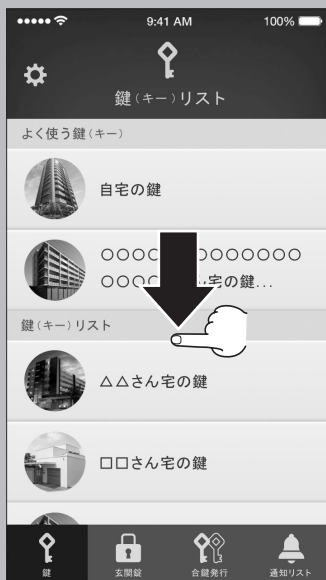 9:41 AM 100%
鍵(キー)リスト
よく使う鍵(キー)
自宅の鍵
○○○○
○○○○○○○
○○○
ん宅の鍵...
鍵(キー)リスト
△△さん宅の鍵
□□さん宅の鍵
鍵 玄関錠 合鍵発行 通知リスト